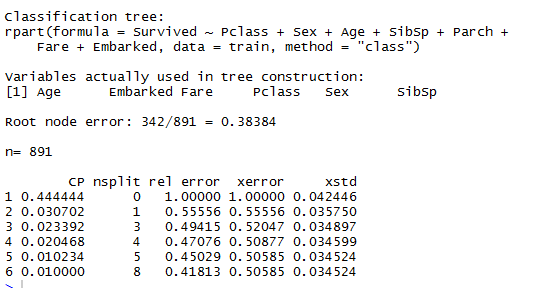 Classification tree:
rpart(formula = Survived ~ Pclass + Sex + Age + SibSp + Parch +
    Fare + Embarked, data = train, method = "class")
Variables actually used in tree construction:
[1] Age      Embarked Fare     Pclass   Sex      SibSp
Root node error: 342/891 = 0.38384
n= 891
        CP nsplit rel error  xerror     xstd
1 0.444444      0   1.00000 1.00000 0.042446
2 0.030702      1   0.55556 0.55556 0.035750
3 0.023392      3   0.49415 0.52047 0.034897
4 0.020468      4   0.47076 0.50877 0.034599
5 0.010234      5   0.45029 0.50585 0.034524
6 0.010000      8   0.41813 0.50585 0.034524
>